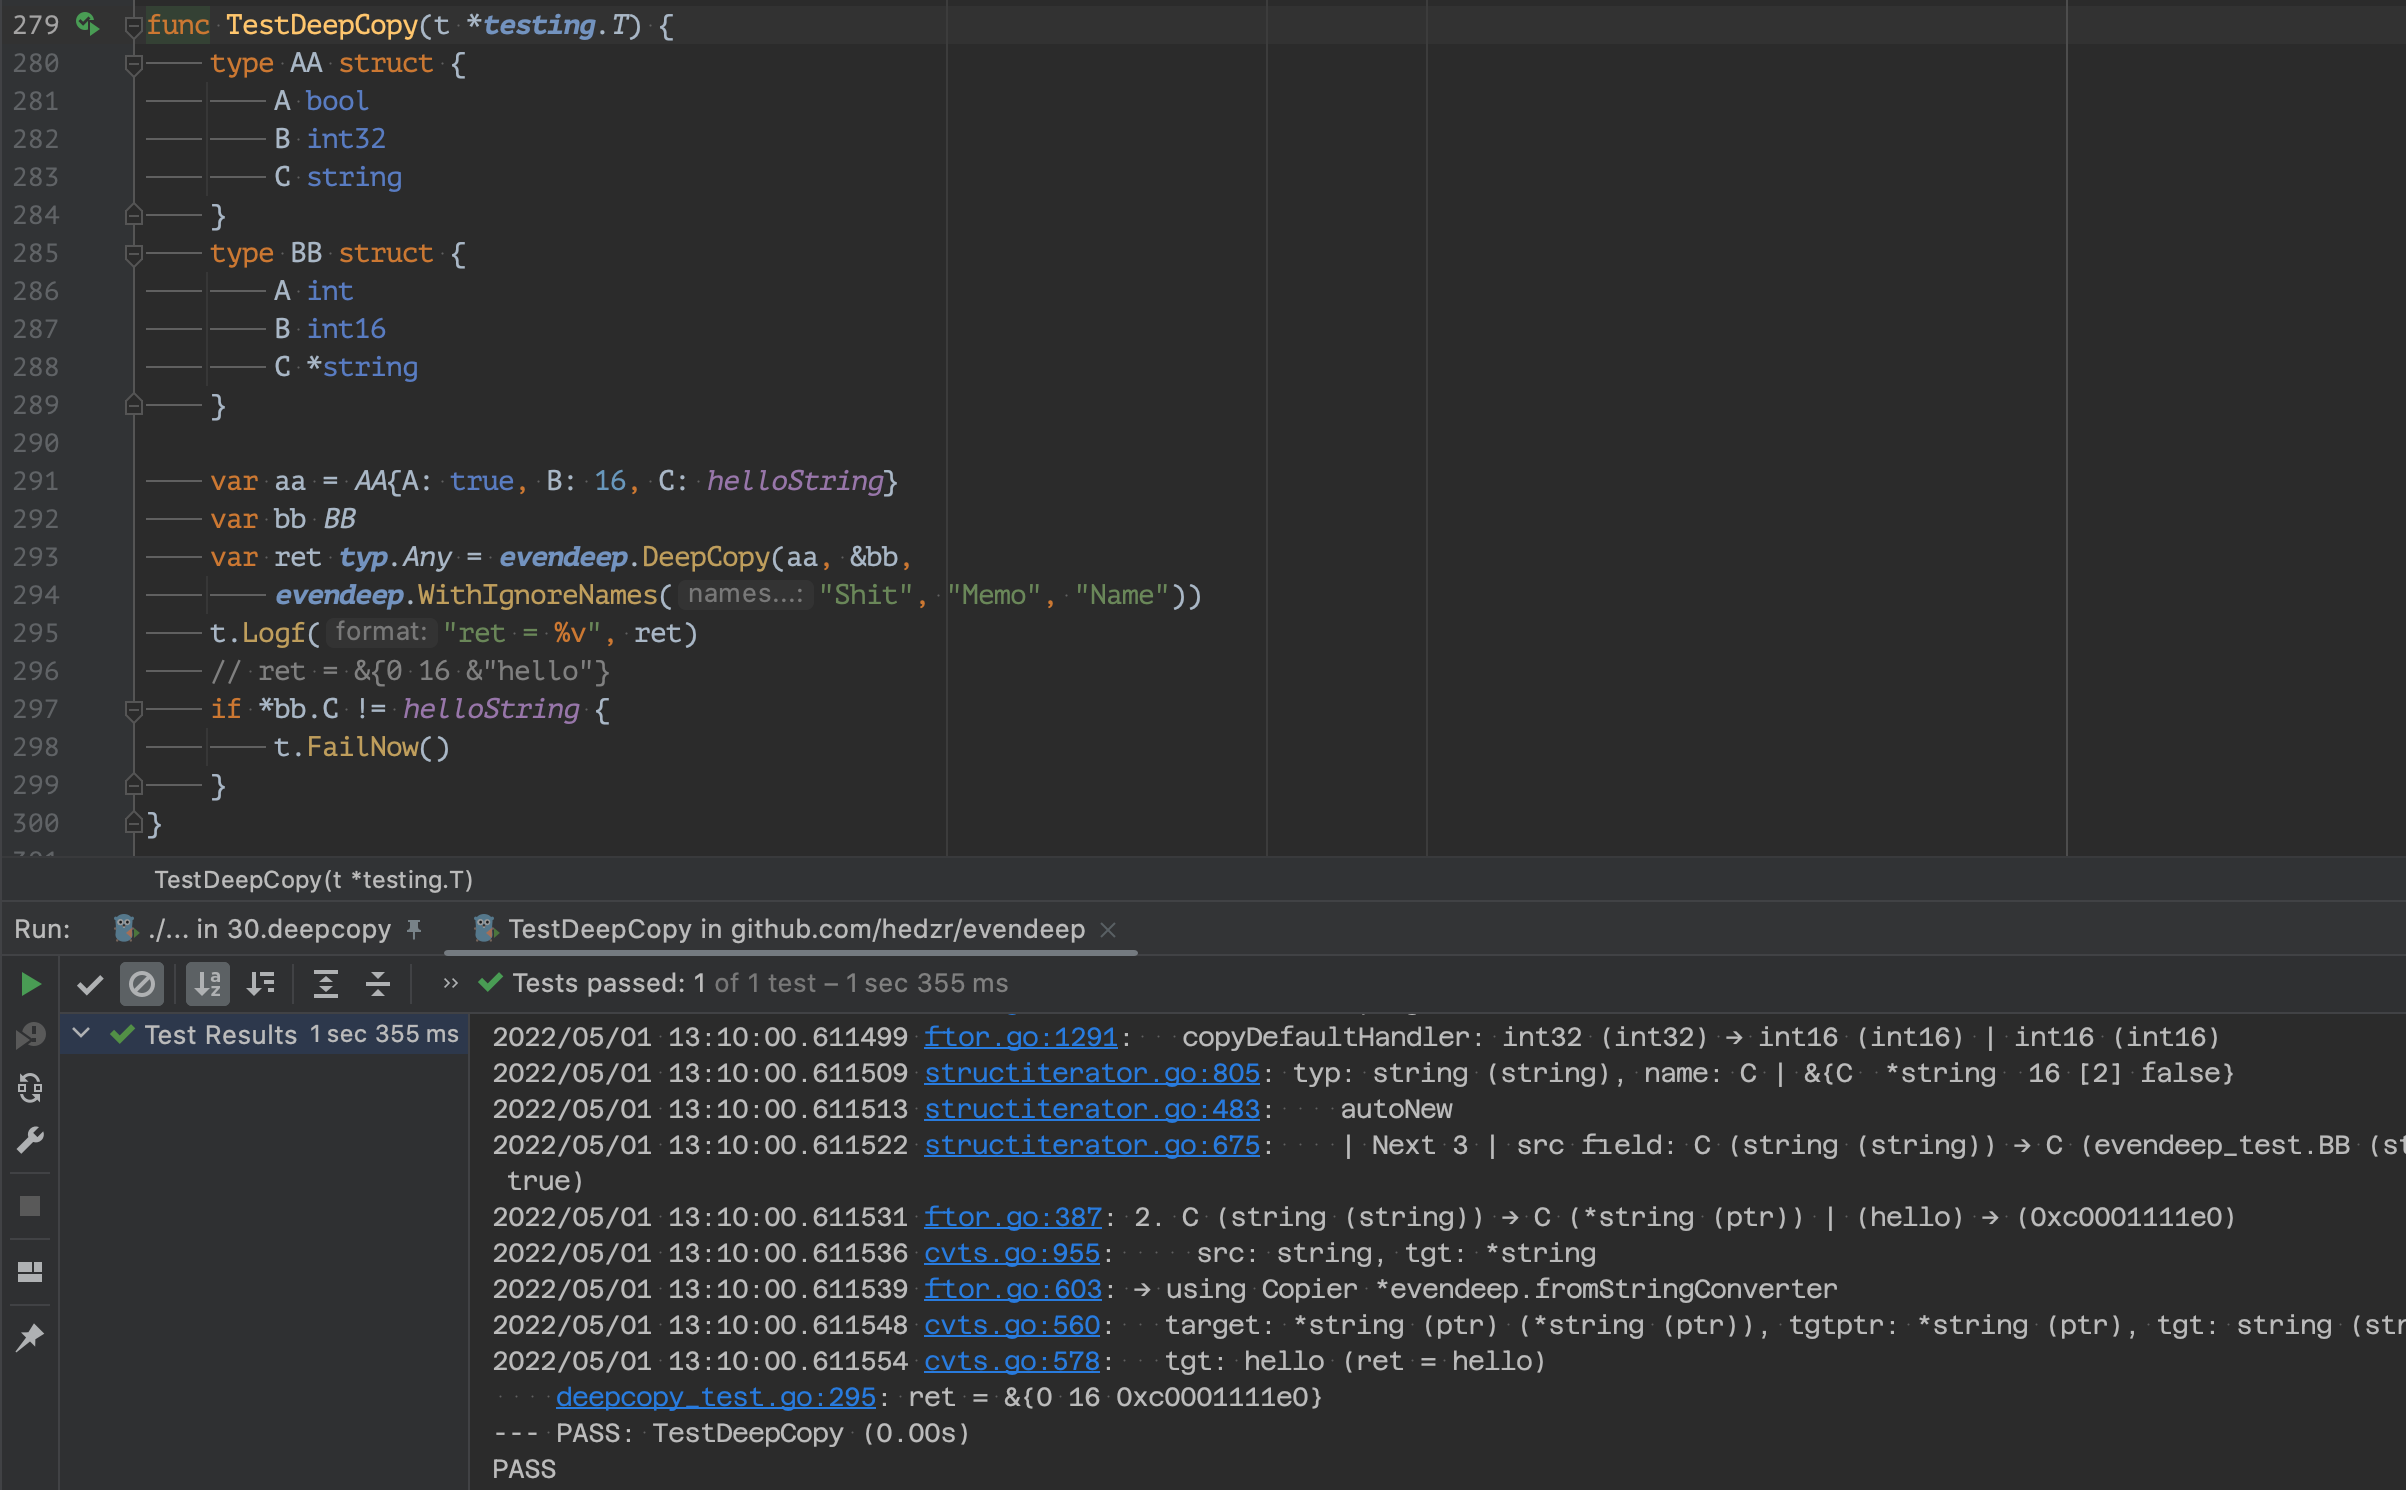 279 func TestDeepCopy(t *testing.T) {
280 type AA struct {
281 A bool
282 B int32
283 C string
284 }
285 type BB struct {
286 A int
287 B int16
288 C *string
289 }
290
291 var aa = AA{A: true, B: 16, C: helloString}
292 var bb BB
293 var ret typ.Any = evendeep.DeepCopy(aa, &bb,
294 evendeep.WithIgnoreNames( names...: "Shit", "Memo", "Name"))
295 t.Logf( format: "ret = %v", ret)
296 // ret = &{0 16 &"hello"}
297 if *bb.C != helloString {
298 t.FailNow()
299 }
300 }
TestDeepCopy(t *testing.T)
Run: ./... in 30.deepcopy TestDeepCopy in github.com/hedzr/evendeep
Tests passed: 1 of 1 test – 1 sec 355 ms
Test Results 1 sec 355 ms
2022/05/01 13:10:00.611499 ftor.go:1291: copyDefaultHandler: int32 (int32) → int16 (int16) | int16 (int16)
2022/05/01 13:10:00.611509 structiterator.go:805: typ: string (string), name: C | &{C *string 16 [2] false}
2022/05/01 13:10:00.611513 structiterator.go:483: autoNew
2022/05/01 13:10:00.611522 structiterator.go:675: | Next 3 | src field: C (string (string)) → C (evendeep_test.BB (st
true)
2022/05/01 13:10:00.611531 ftor.go:387: 2. C (string (string)) → C (*string (ptr)) | (hello) → (0xc0001111e0)
2022/05/01 13:10:00.611536 cvts.go:955: src: string, tgt: *string
2022/05/01 13:10:00.611539 ftor.go:603: → using Copier *evendeep.fromStringConverter
2022/05/01 13:10:00.611548 cvts.go:560: target: *string (ptr) (*string (ptr)), tgtptr: *string (ptr), tgt: string (str
2022/05/01 13:10:00.611554 cvts.go:578: tgt: hello (ret = hello)
deepcopy_test.go:295: ret = &{0 16 0xc0001111e0}
--- PASS: TestDeepCopy (0.00s)
PASS